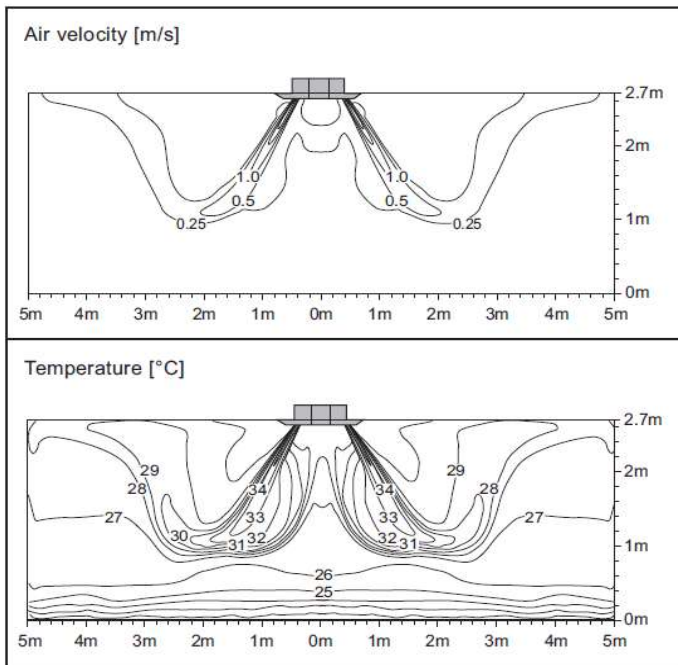 Air velocity [m/s]
2.7m
2m
1.0 1.0
0.5 0.5
0.25 0.25 1m
0m
5m 4m 3m 2m 1m 0m 1m 2m 3m 4m 5m
Temperature [°C]
2.7m
29 29 2m
28 34 34 28
27 33 33 27
30 32 32
31 31 1m
26
25
0m
5m 4m 3m 2m 1m 0m 1m 2m 3m 4m 5m